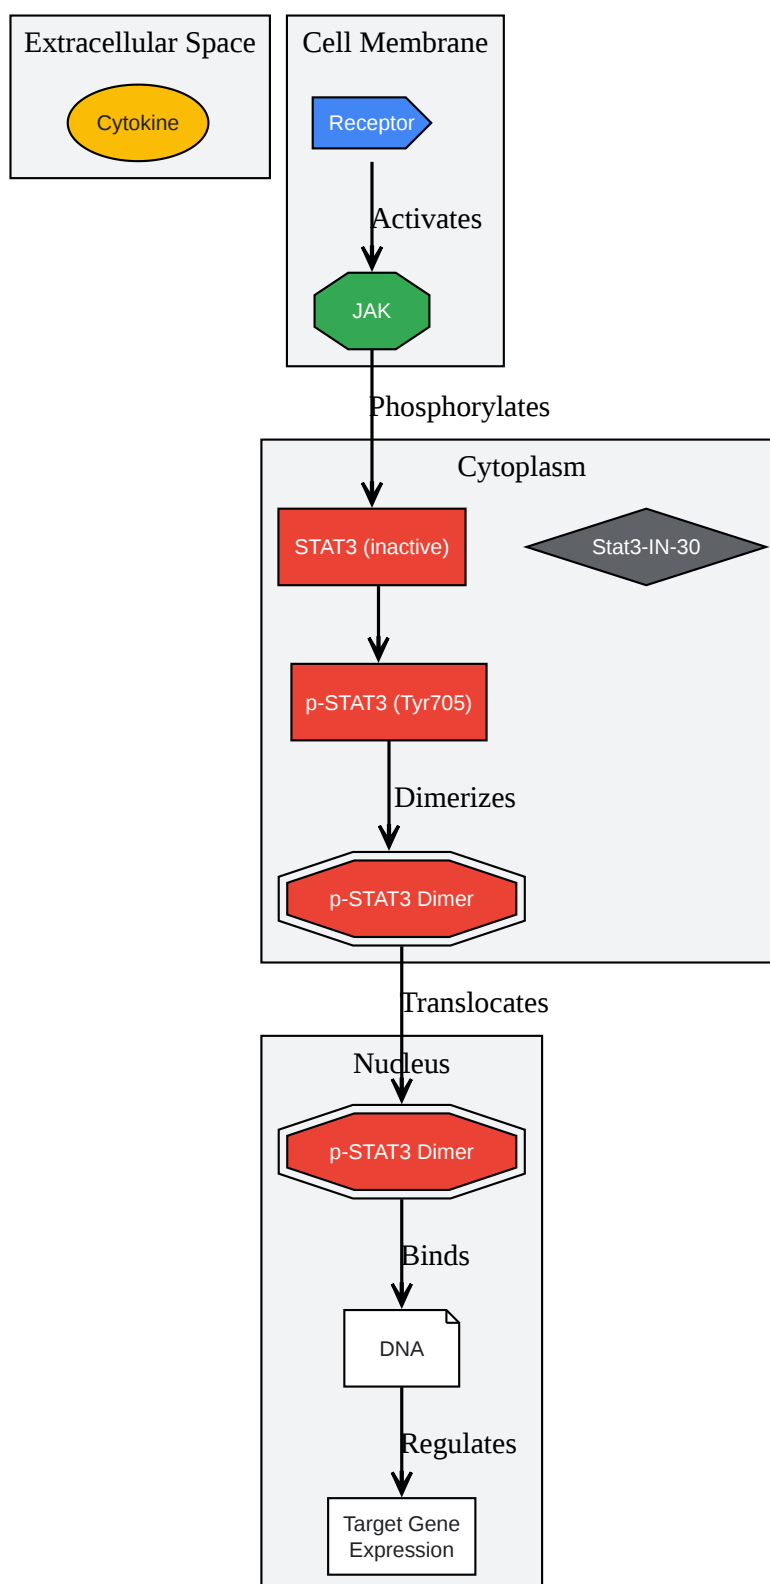 Extracellular Space
Cell Membrane
Cytokine
Receptor
Activates
JAK
Phosphorylates
Cytoplasm
STAT3 (inactive)
Stat3-IN-30
p-STAT3 (Tyr705)
Dimerizes
p-STAT3 Dimer
Translocates
Nucleus
p-STAT3 Dimer
Binds
DNA
Regulates
Target Gene
Expression